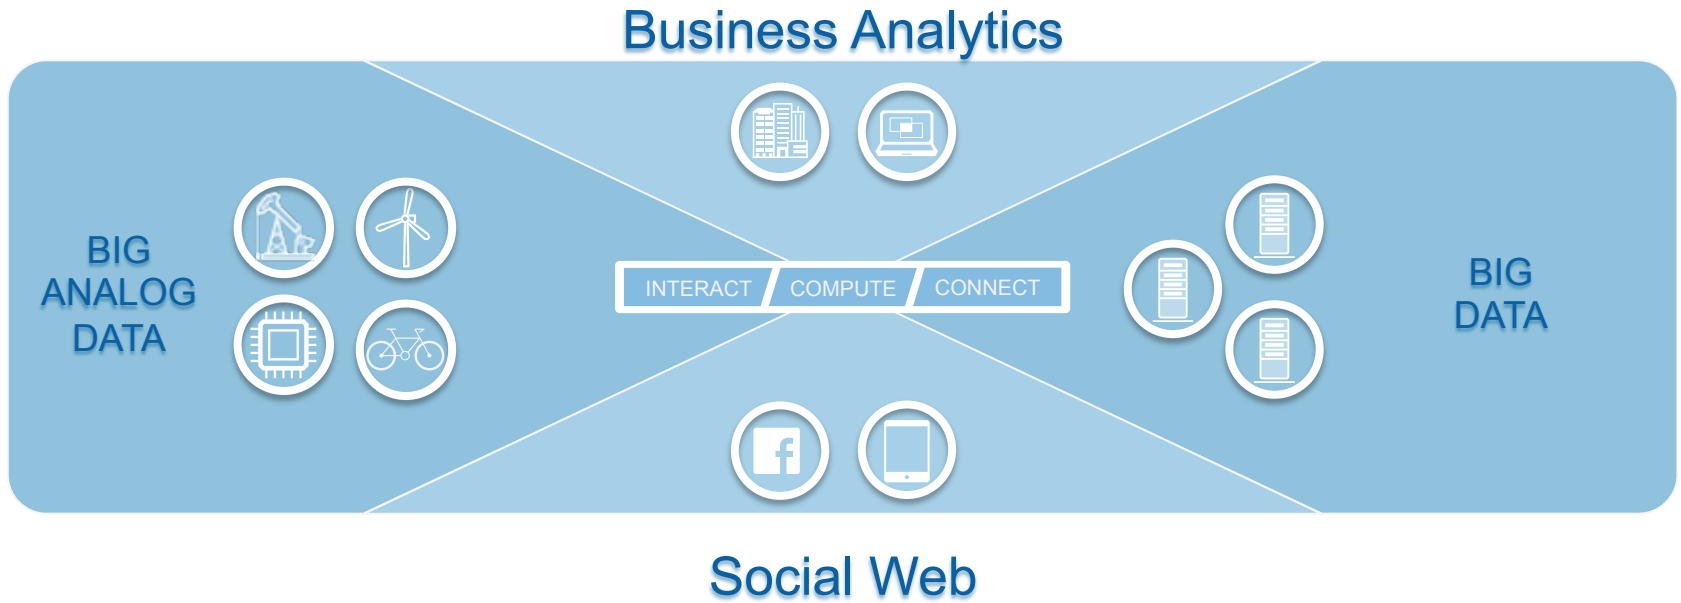 Business Analytics
BIG
ANALOG
DATA
INTERACT
COMPUTE
CONNECT
BIG
DATA
f
Social Web